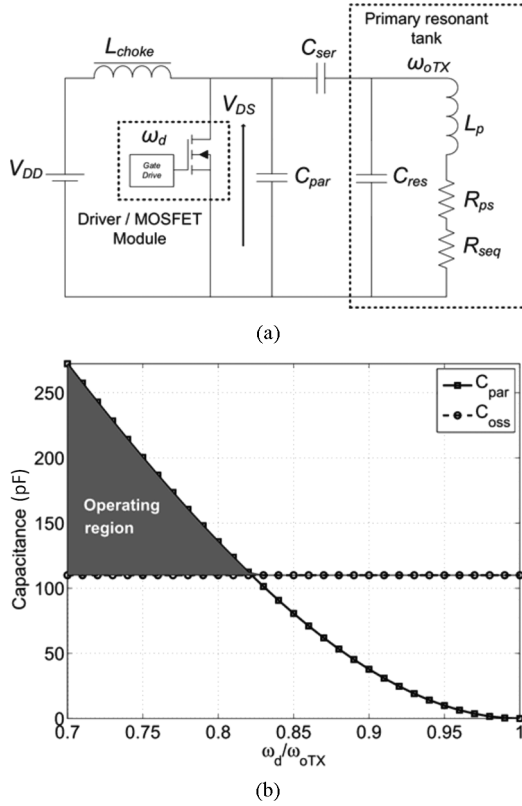 Primary resonant
tank
L_choke
C_ser
ω_oTX
V_DS
ω_d
L_p
Gate
Drive
V_DD
C_par
C_res
R_ps
Driver / MOSFET
Module
R_seq
(a)
C_par
C_oss
Operating
region
Capacitance (pF)
250
200
150
100
50
0
0.7
0.75
0.8
0.85
0.9
0.95
1
ω_d/ω_oTX
(b)